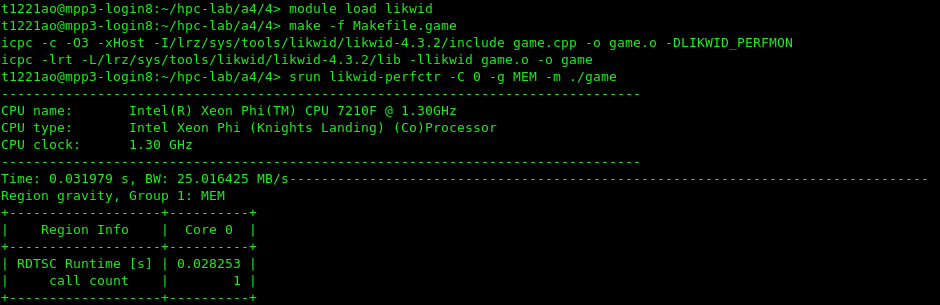 t1221ao@mpp3-login8:~/hpc-lab/a4/4> module load likwid
t1221ao@mpp3-login8:~/hpc-lab/a4/4> make -f Makefile.game
icpc -c -O3 -xHost -I/lrz/sys/tools/likwid/likwid-4.3.2/include game.cpp -o game.o -DLIKWID_PERFMON
icpc -lrt -L/lrz/sys/tools/likwid/likwid-4.3.2/lib -llikwid game.o -o game
t1221ao@mpp3-login8:~/hpc-lab/a4/4> srun likwid-perfctr -C 0 -g MEM -m ./game
--------------------------------------------------------------------------------
CPU name:       Intel(R) Xeon Phi(TM) CPU 7210F @ 1.30GHz
CPU type:       Intel Xeon Phi (Knights Landing) (Co)Processor
CPU clock:      1.30 GHz
--------------------------------------------------------------------------------
Time: 0.031979 s, BW: 25.016425 MB/s--------------------------------------------------------------------------------
Region gravity, Group 1: MEM
+-------------------+----------+
|    Region Info    |  Core 0  |
+-------------------+----------+
| RDTSC Runtime [s] | 0.028253 |
|     call count    |        1 |
+-------------------+----------+